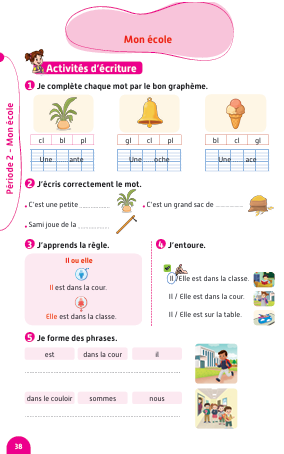 Mon école
Activités d'écriture
Période 2 - Mon école
1 Je complète chaque mot par le bon graphème.
cl bl pl
gl cl pl
bl cl gl
Une ante
Une oche
Une ace
2 J'écris correctement le mot.
• C'est une petite ..............
• C'est un grand sac de ..............
• Sami joue de la ..............
3 J'apprends la règle.
Il ou elle
Il est dans la cour.
Elle est dans la classe.
4 J'entoure.
Il / Elle est dans la classe.
Il / Elle est dans la cour.
Il / Elle est sur la table.
5 Je forme des phrases.
est dans la cour il
dans le couloir sommes nous
38